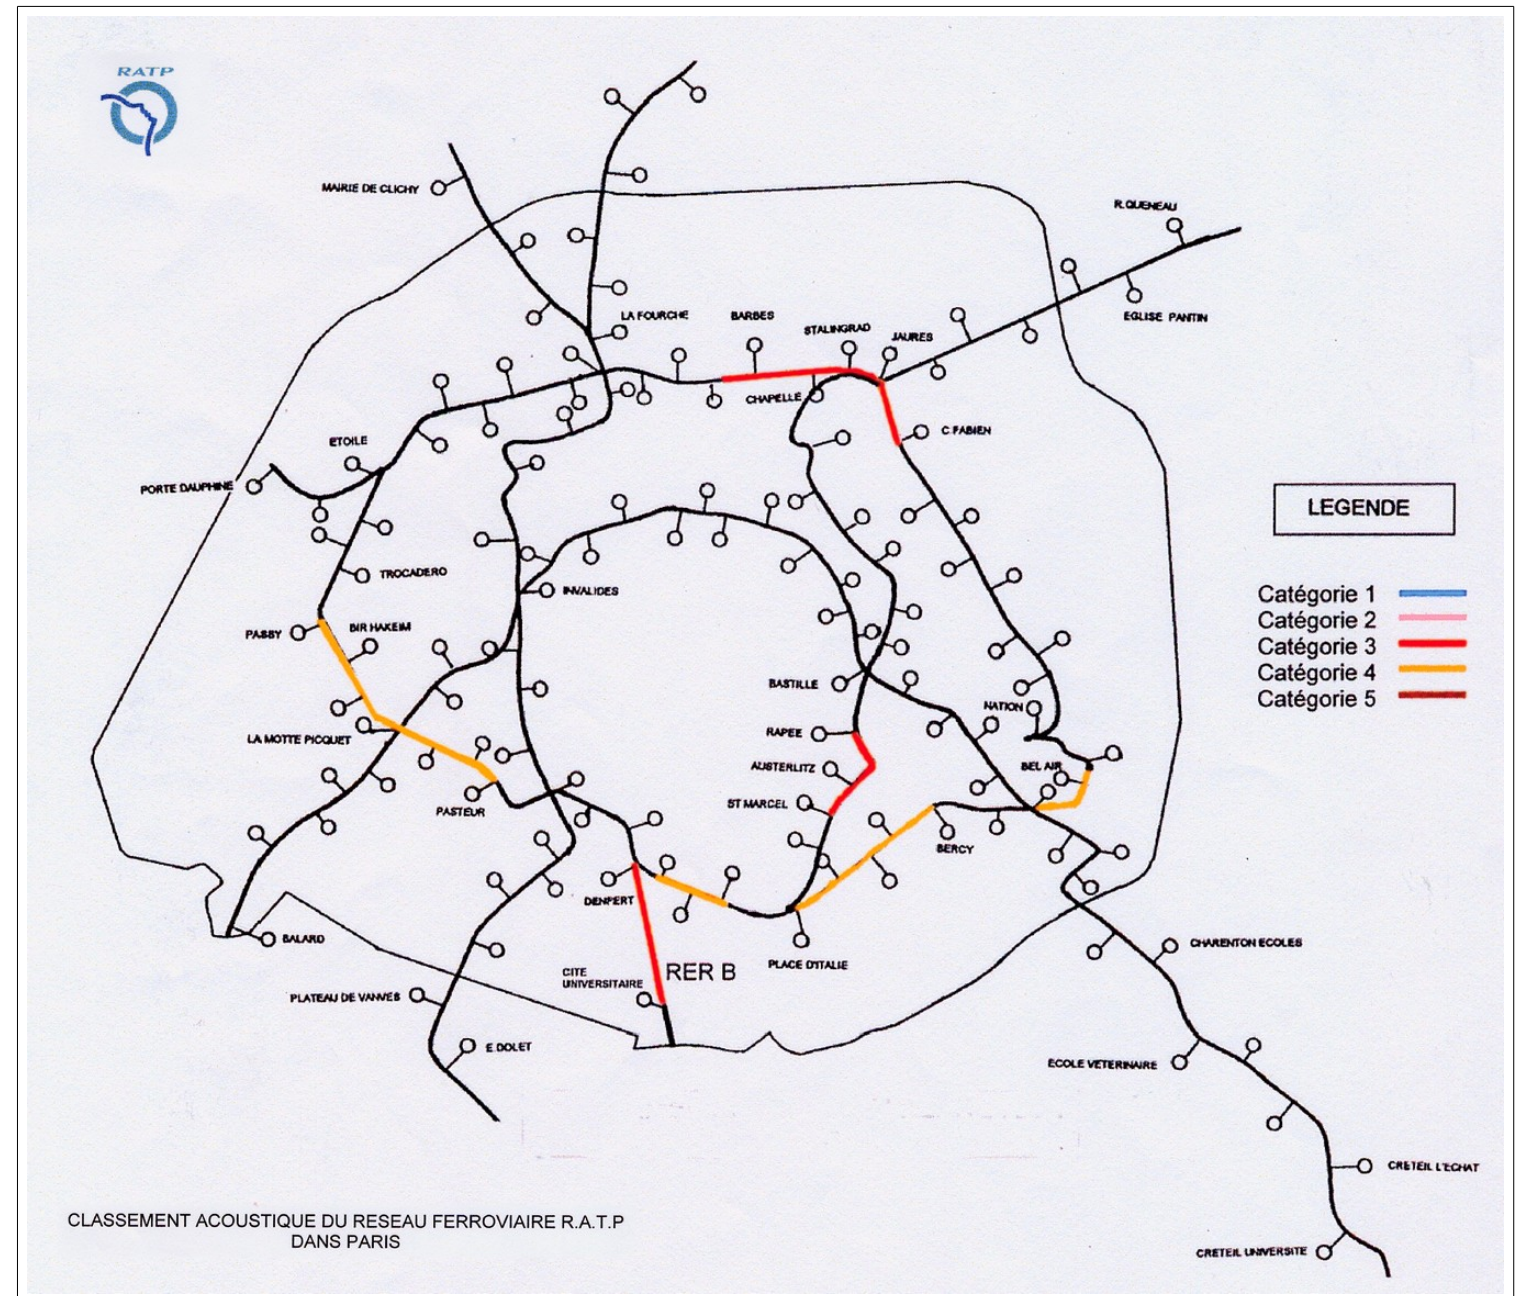 RATP
MAIRIE DE CLICHY
R.QUENEAU
LA FOURCHE
BARBES
STALINGRAD
JAURES
EGLISE PANTIN
CHAPELLE
C.FABIEN
ETOILE
PORTE DAUPHINE
LEGENDE
TROCADERO
INVALIDES
Catégorie 1
Catégorie 2
Catégorie 3
Catégorie 4
Catégorie 5
PASSY
BIR HAKEIM
BASTILLE
NATION
RAPEE
LA MOTTE PICQUET
AUSTERLITZ
BEL AIR
ST MARCEL
PASTEUR
BERCY
DENFERT
BALARD
PLACE D'ITALIE
CHARENTON ECOLES
CITE
UNIVERSITAIRE
RER B
PLATEAU DE VANVES
E.DOLET
ECOLE VETERINAIRE
CRETEIL L'ECHAT
CLASSEMENT ACOUSTIQUE DU RESEAU FERROVIAIRE R.A.T.P
DANS PARIS
CRETEIL UNIVERSITE